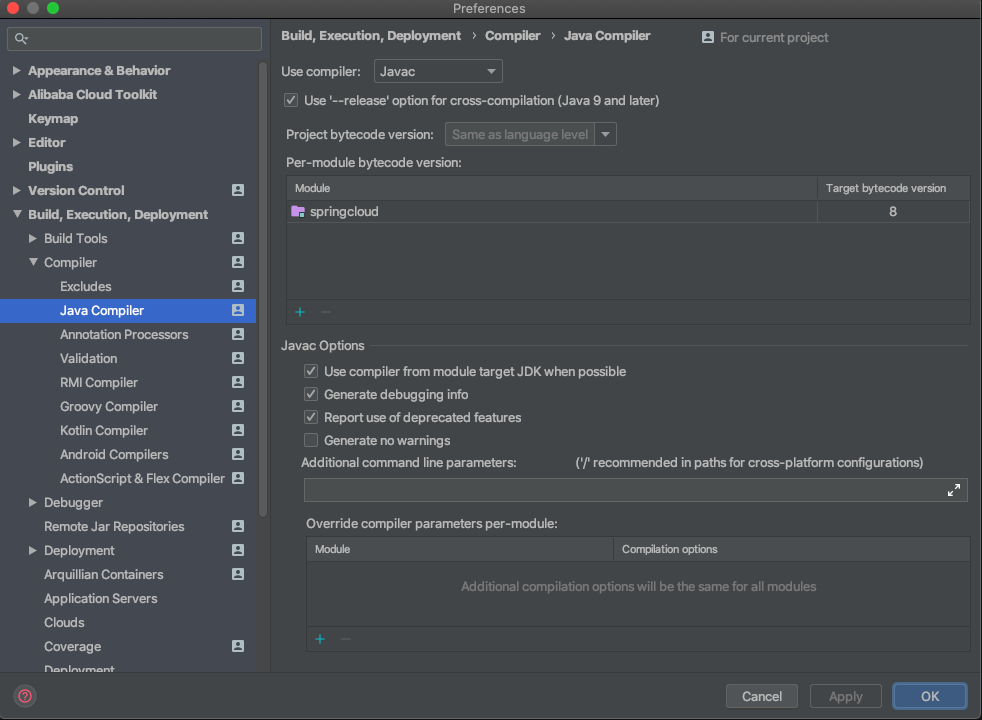 Preferences
Appearance & Behavior
Alibaba Cloud Toolkit
Keymap
Editor
Plugins
Version Control
Build, Execution, Deployment
Build Tools
Compiler
Excludes
Java Compiler
Annotation Processors
Validation
RMI Compiler
Groovy Compiler
Kotlin Compiler
Android Compilers
ActionScript & Flex Compiler
Debugger
Remote Jar Repositories
Deployment
Arquillian Containers
Application Servers
Clouds
Coverage
Deployment
Build, Execution, Deployment › Compiler › Java Compiler For current project
Use compiler: Javac
Use '--release' option for cross-compilation (Java 9 and later)
Project bytecode version: Same as language level
Per-module bytecode version:
Module Target bytecode version
springcloud 8
+ −
Javac Options
Use compiler from module target JDK when possible
Generate debugging info
Report use of deprecated features
Generate no warnings
Additional command line parameters: ('/' recommended in paths for cross-platform configurations)
Override compiler parameters per-module:
Module Compilation options
Additional compilation options will be the same for all modules
+ −
? Cancel Apply OK